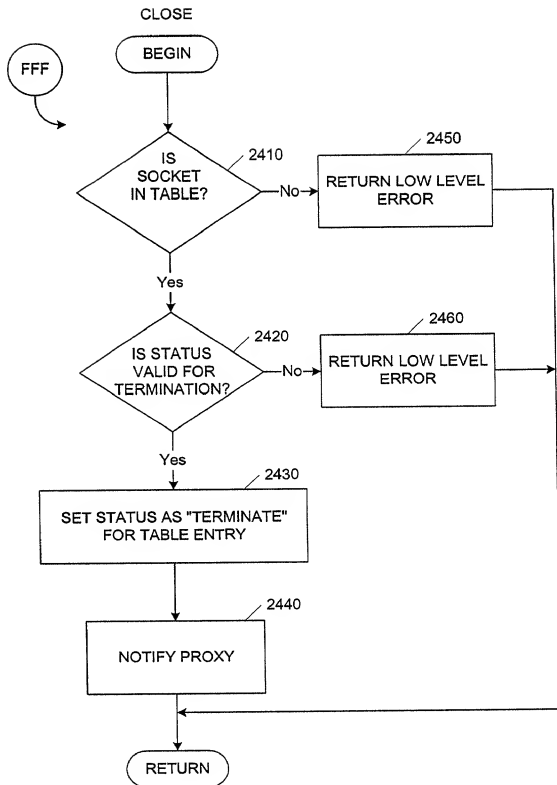 CLOSE
BEGIN
FFF
IS
SOCKET
IN TABLE?
2410
No
2450
RETURN LOW LEVEL
ERROR
Yes
IS STATUS
VALID FOR
TERMINATION?
2420
No
2460
RETURN LOW LEVEL
ERROR
Yes
2430
SET STATUS AS "TERMINATE"
FOR TABLE ENTRY
2440
NOTIFY PROXY
RETURN